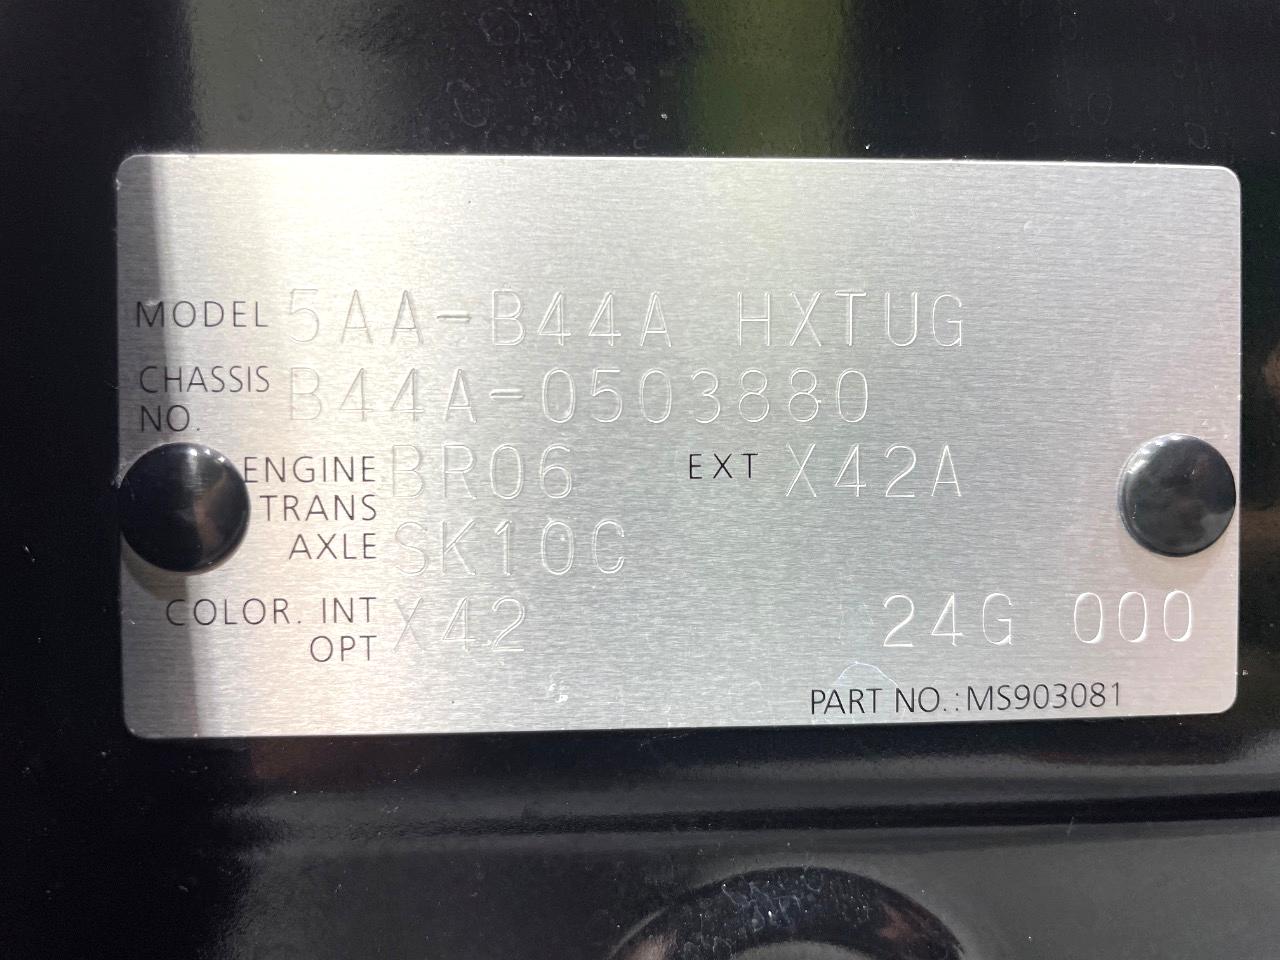 MODEL 5AA-B44A HXTUG
CHASSIS NO. B44A-0503880
ENGINE BR06 EXT X42A
TRANS AXLE SK10C
COLOR. INT OPT X42 24G 000
PART NO.:MS903081